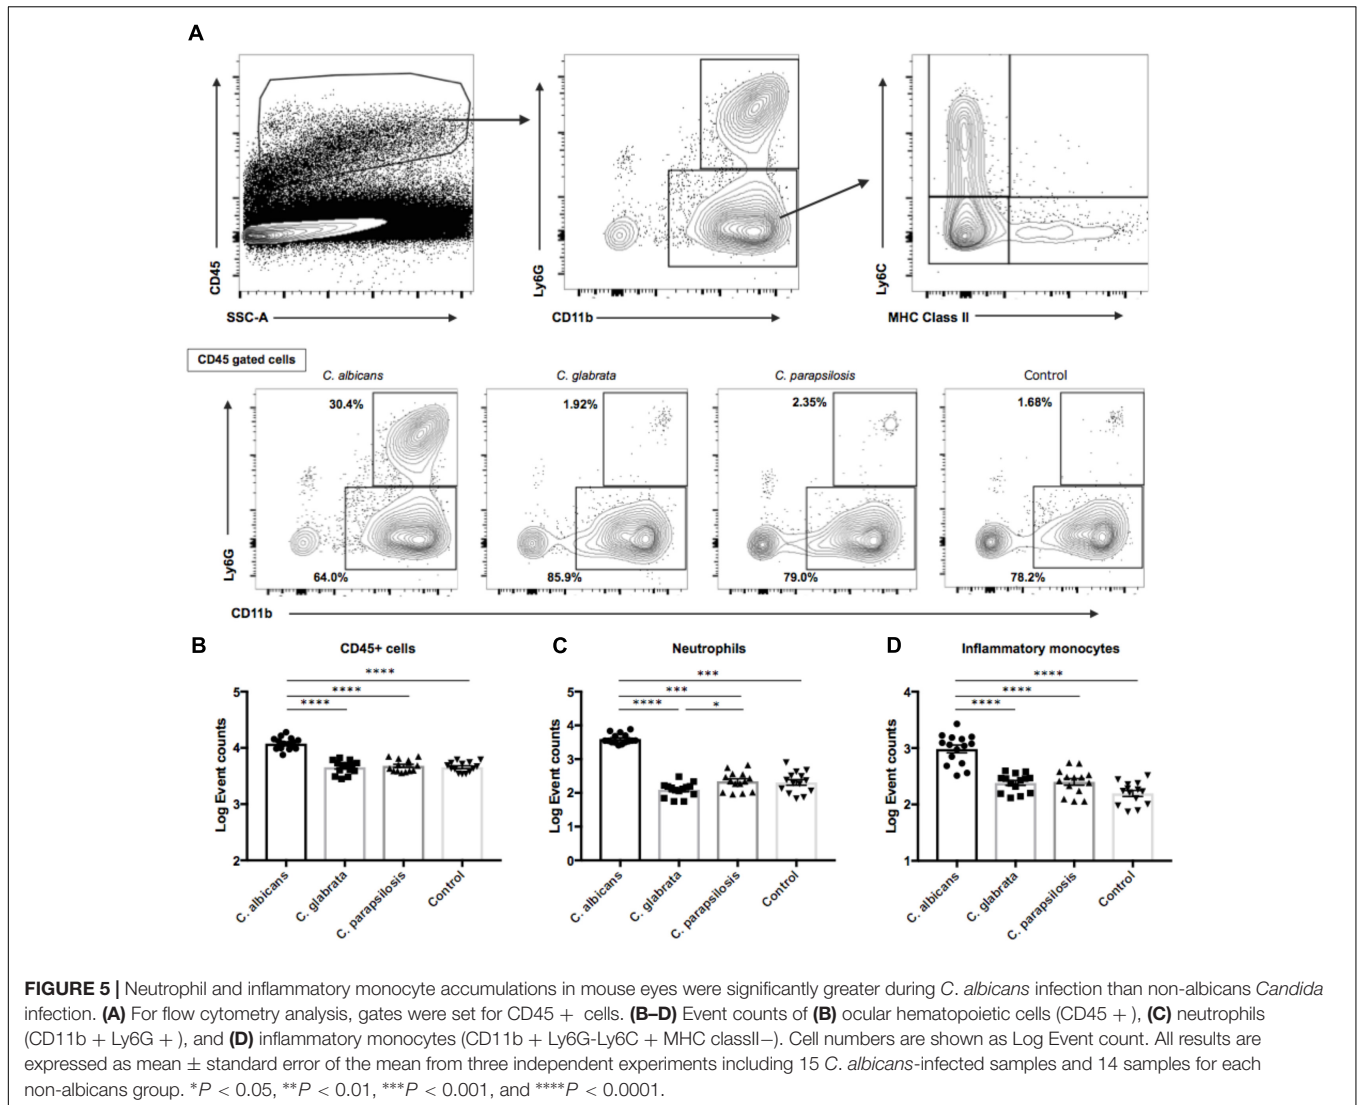 A
CD45
SSC-A
Ly6G
CD11b
Ly6C
MHC Class II
CD45 gated cells
C. albicans
C. glabrata
C. parapsilosis
Control
30.4%
1.92%
2.35%
1.68%
Ly6G
64.0%
85.9%
79.0%
78.2%
CD11b
B
CD45+ cells
****
****
****
Log Event counts
5
4
3
2
C. albicans
C. glabrata
C. parapsilosis
Control
C
Neutrophils
***
***
**** *
Log Event counts
5
4
3
2
1
0
C. albicans
C. glabrata
C. parapsilosis
Control
D
Inflammatory monocytes
****
****
****
Log Event counts
4
3
2
1
C. albicans
C. glabrata
C. parapsilosis
Control
FIGURE 5 | Neutrophil and inflammatory monocyte accumulations in mouse eyes were significantly greater during C. albicans infection than non-albicans Candida
infection. (A) For flow cytometry analysis, gates were set for CD45 + cells. (B–D) Event counts of (B) ocular hematopoietic cells (CD45 +), (C) neutrophils
(CD11b + Ly6G +), and (D) inflammatory monocytes (CD11b + Ly6G-Ly6C + MHC classII−). Cell numbers are shown as Log Event count. All results are
expressed as mean ± standard error of the mean from three independent experiments including 15 C. albicans-infected samples and 14 samples for each
non-albicans group. *P < 0.05, **P < 0.01, ***P < 0.001, and ****P < 0.0001.